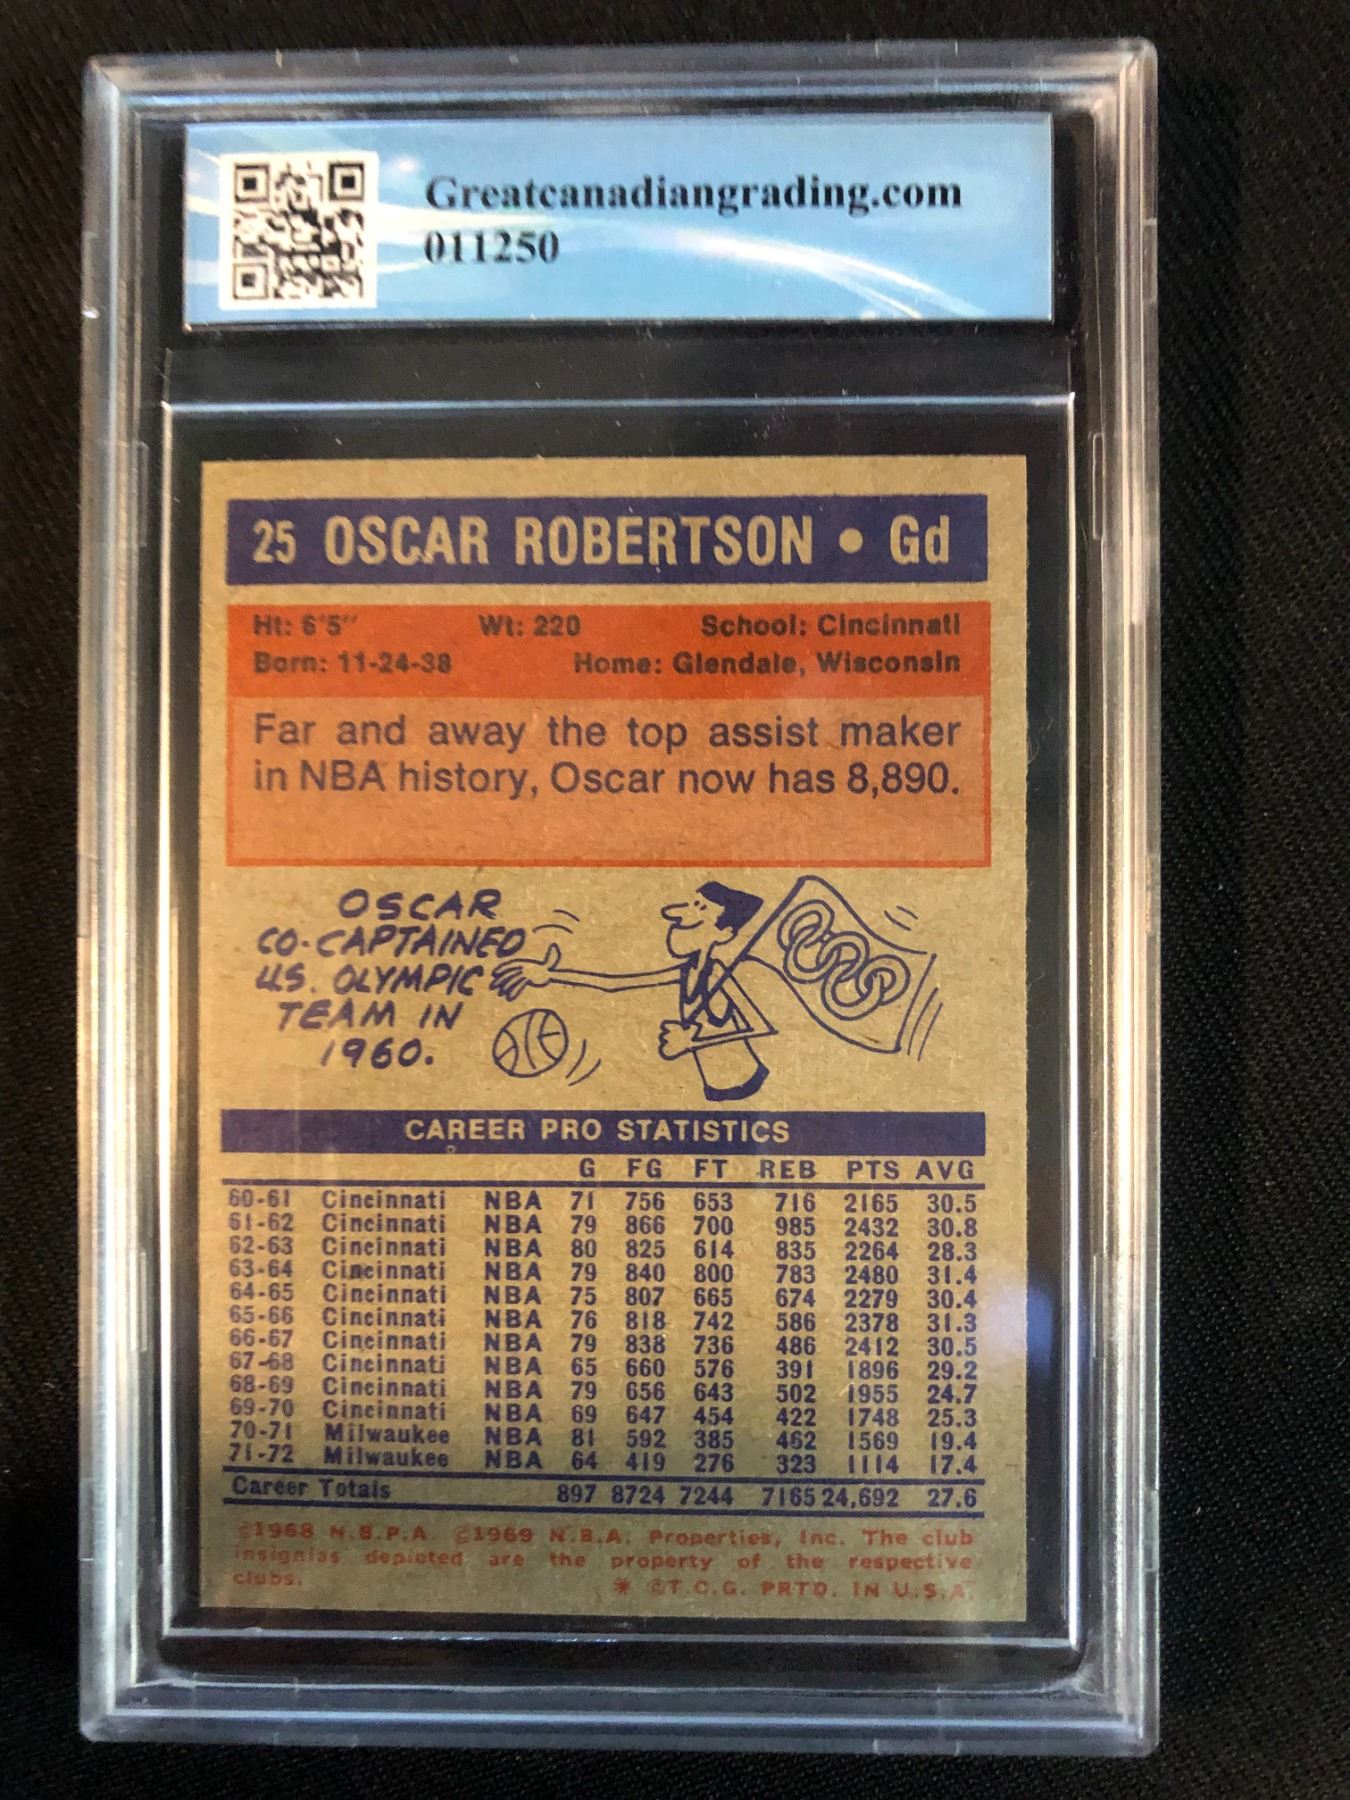 Greatcanadiangrading.com
011250
25 OSCAR ROBERTSON • Gd
Ht: 6'5" Wt: 220 School: Cincinnati
Born: 11-24-38 Home: Glendale, Wisconsin
Far and away the top assist maker
in NBA history, Oscar now has 8,890.
OSCAR
CO-CAPTAINED
U.S. OLYMPIC
TEAM IN
1960.
CAREER PRO STATISTICS
G FG FT REB PTS AVG
60-61 Cincinnati NBA 71 756 653 716 2165 30.5
61-62 Cincinnati NBA 79 866 700 985 2432 30.8
62-63 Cincinnati NBA 80 825 614 835 2264 28.3
63-64 Cincinnati NBA 79 840 800 783 2480 31.4
64-65 Cincinnati NBA 75 807 665 674 2279 30.4
65-66 Cincinnati NBA 76 818 742 586 2378 31.3
66-67 Cincinnati NBA 79 838 736 486 2412 30.5
67-68 Cincinnati NBA 65 660 576 391 1896 29.2
68-69 Cincinnati NBA 79 656 643 502 1955 24.7
69-70 Cincinnati NBA 69 647 454 422 1748 25.3
70-71 Milwaukee NBA 81 592 385 462 1569 19.4
71-72 Milwaukee NBA 64 419 276 323 1114 17.4
Career Totals 897 8724 7244 7165 24,692 27.6
©1968 N.B.P.A. ©1969 N.B.A. Properties, Inc. The club
insignias depicted are the property of the respective
clubs. * ©T.C.G. PRTD. IN U.S.A.